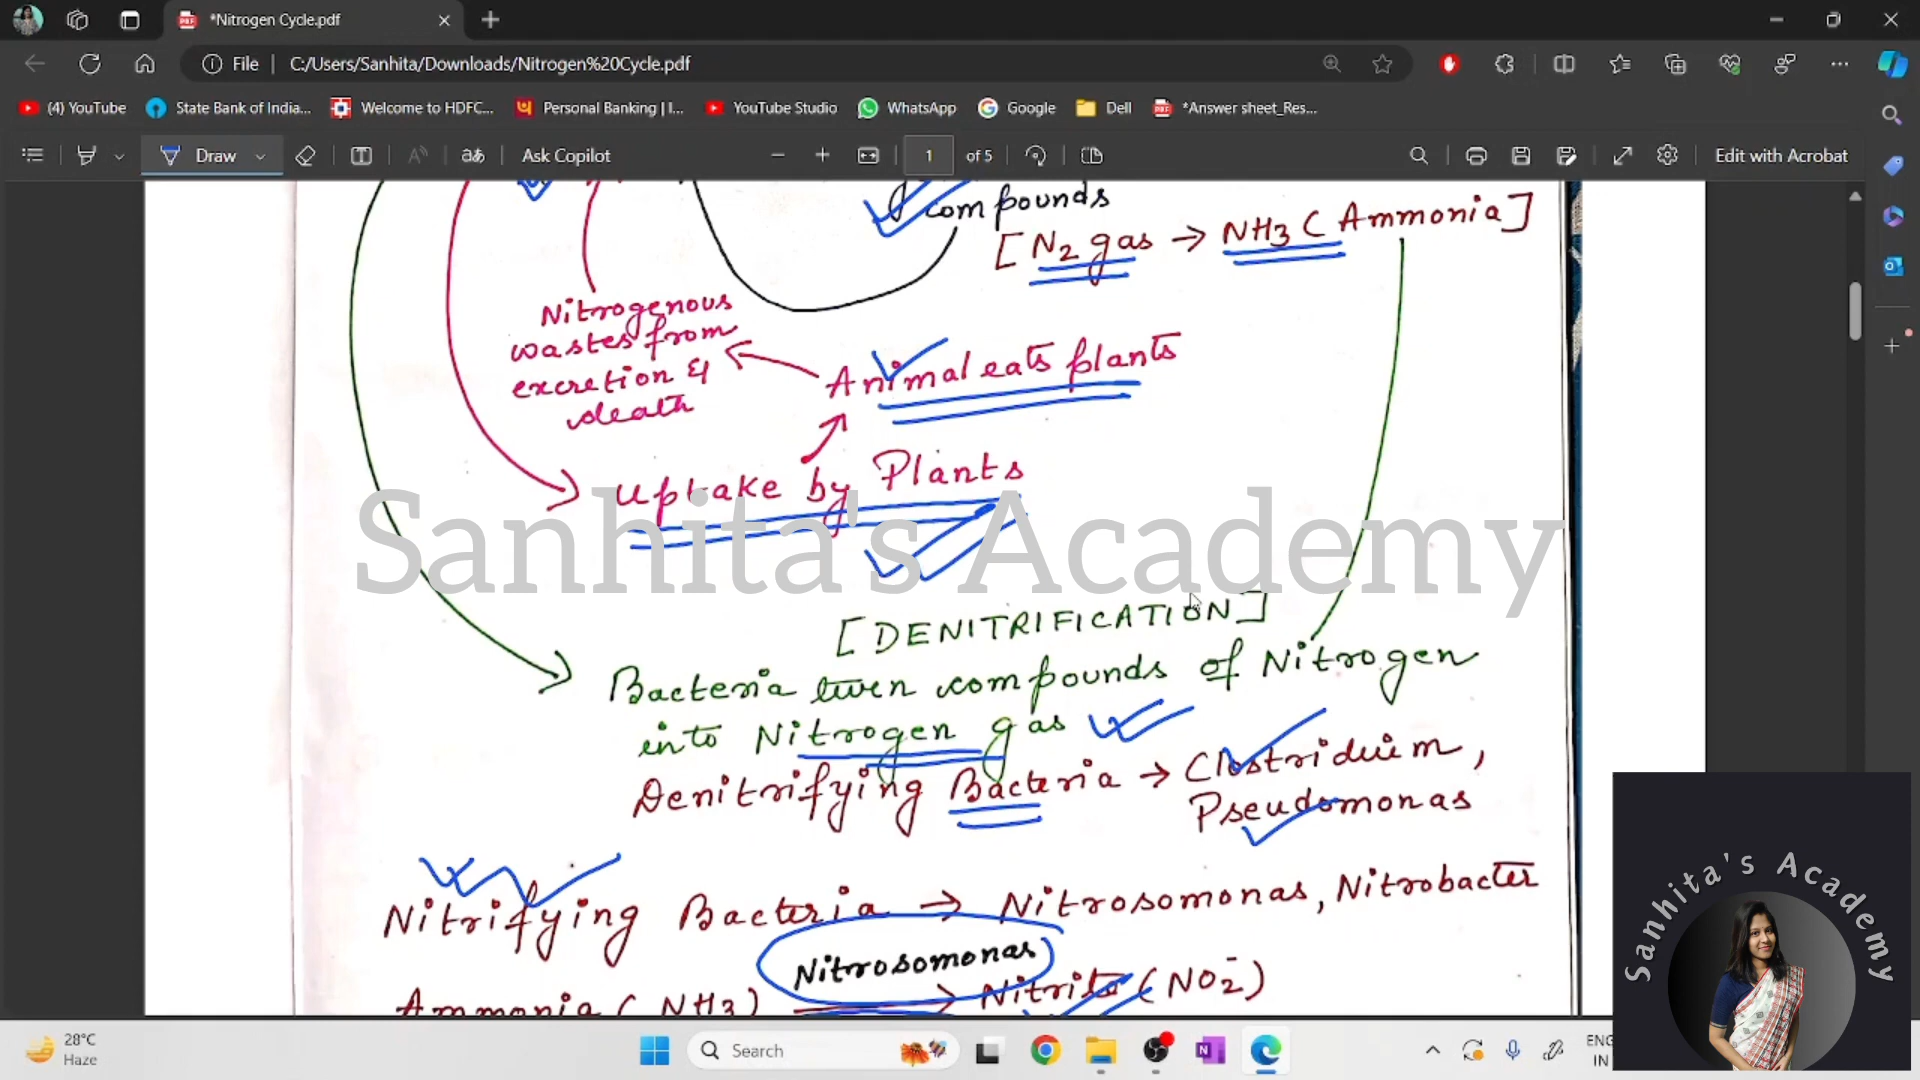 *Nitrogen Cycle.pdf
File
C:/Users/Sanhita/Downloads/Nitrogen%20Cycle.pdf
(4) YouTube
State Bank of India...
Welcome to HDFC...
Personal Banking | I...
YouTube Studio
WhatsApp
Google
Dell
*Answer sheet_Res...
Draw
aあ
Ask Copilot
1
of 5
Edit with Acrobat
compounds
[N2 gas → NH3 (Ammonia]
Nitrogenous
wastes from
excretion &
death
Animal eats plants
Uptake by Plants
Sanhita's Academy
[DENITRIFICATION]
Bacteria turn compounds of Nitrogen
into Nitrogen gas
Denitrifying Bacteria → Clostriduim,
Pseudomonas
Nitrifying Bacteria → Nitrosomonas, Nitrobacter
Nitrosomonas
Ammonia (NH3) → Nitrite (NO2-)
Sanhita's Academy
28°C
Haze
Search
ENG
IN